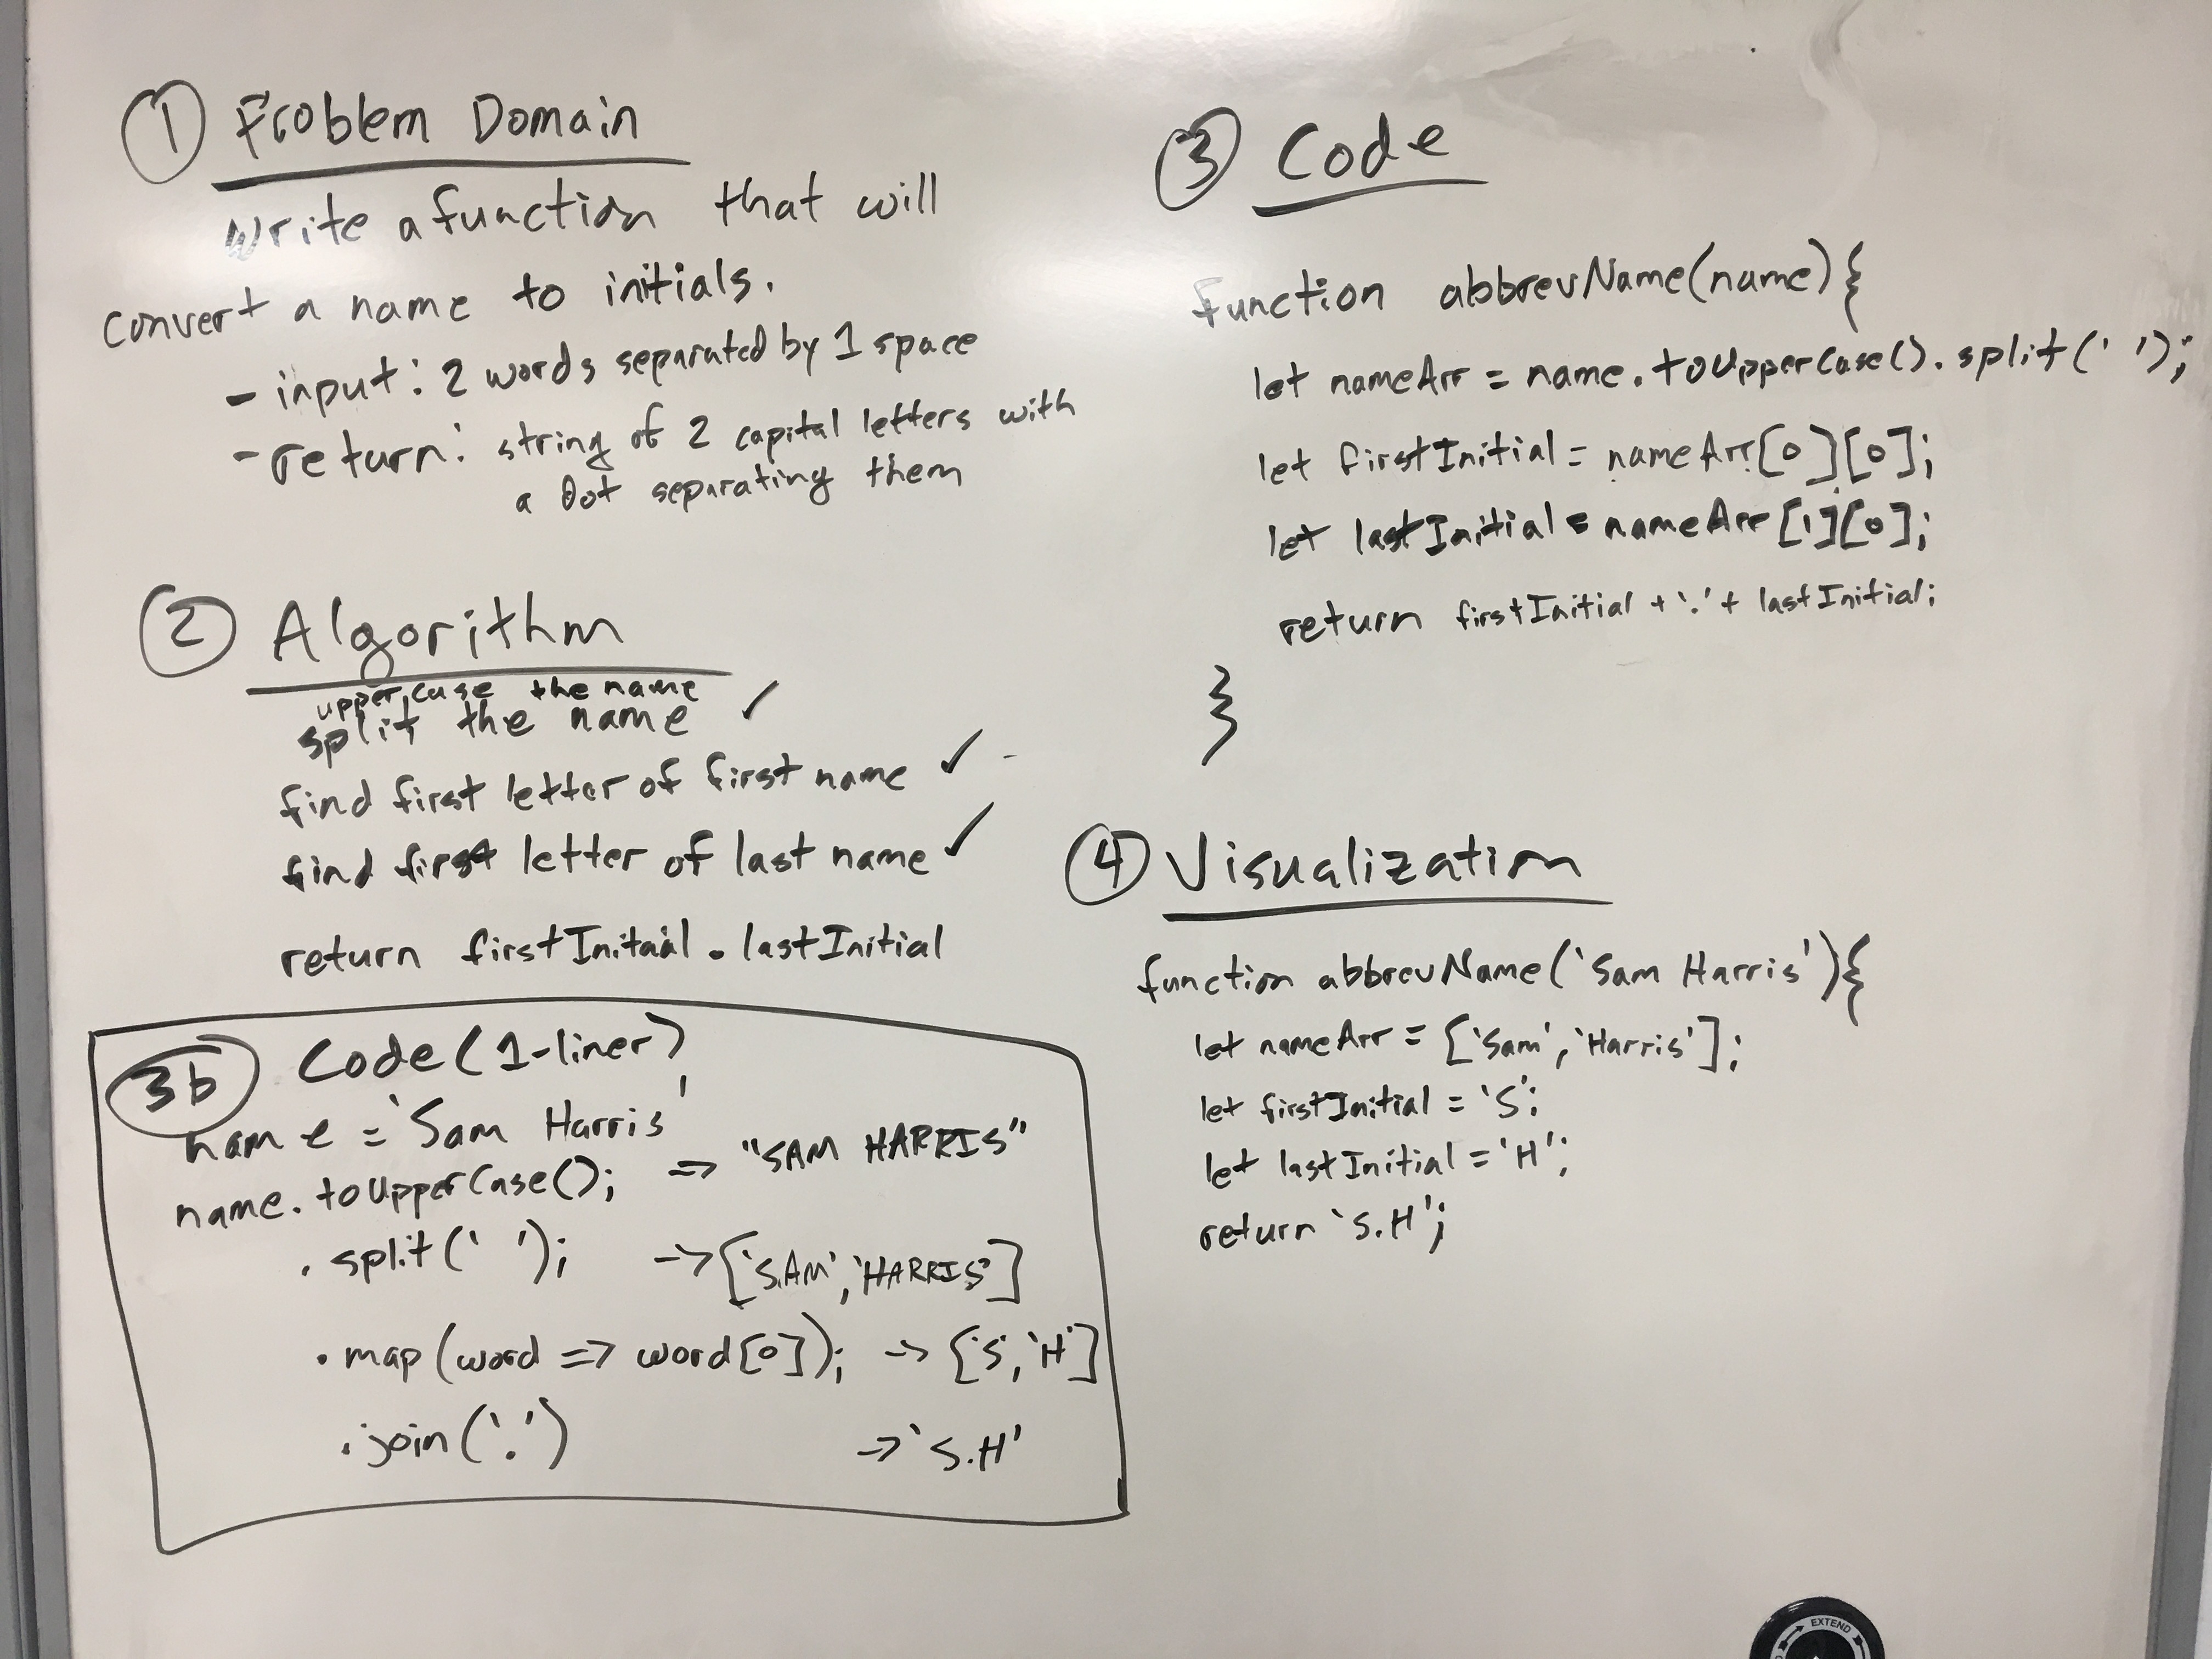 ① Problem Domain
Write a function that will
convert a name to initials.
- input: 2 words separated by 1 space
- return: string of 2 capital letters with
a Dot separating them
② Algorithm
upper case the name
split the name ✓
find first letter of first name ✓ -
find first letter of last name ✓
return firstInitaial . lastInitial
3b Code (1-liner)
name = 'Sam Harris'
name.toUpperCase(); => "SAM HARRIS"
.split(' '); -> ['SAM', 'HARRIS']
.map(word => word[0]); -> ['S', 'H']
.join('.') -> 'S.H'
③ Code
function abbrevName(name){
let nameArr = name.toUpperCase().split(' ');
let firstInitial = nameArr[0][0];
let lastInitial = nameArr[1][0];
return firstInitial + '.' + lastInitial;
}
④ Visualization
function abbrevName('Sam Harris'){
let nameArr = ['Sam', 'Harris'];
let firstInitial = 'S';
let lastInitial = 'H';
return 'S.H';
EXTEND